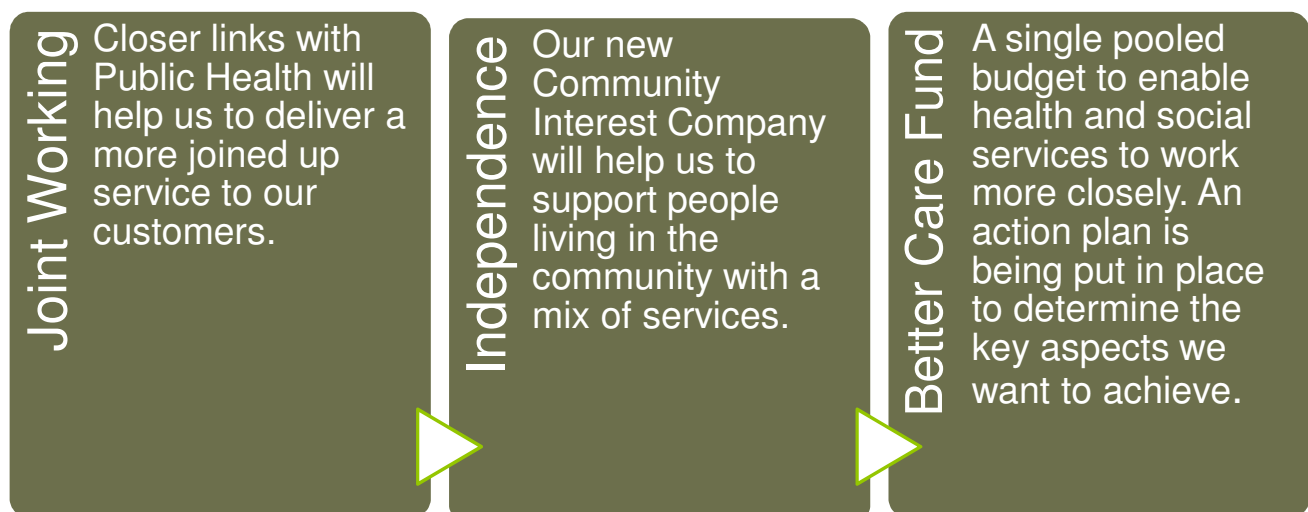 Joint Working
Closer links with
Public Health will
help us to deliver a
more joined up
service to our
customers.
Independence
Our new
Community
Interest Company
will help us to
support people
living in the
community with a
mix of services.
Better Care Fund
A single pooled
budget to enable
health and social
services to work
more closely. An
action plan is
being put in place
to determine the
key aspects we
want to achieve.